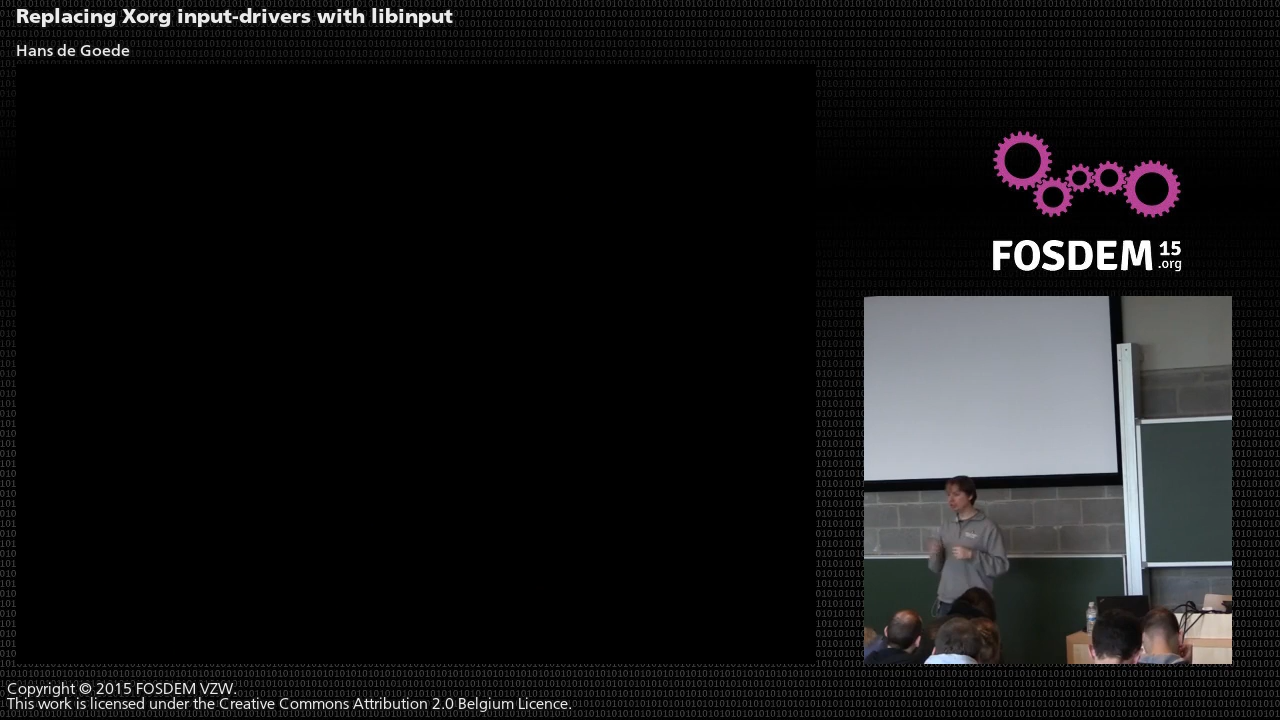 Replacing Xorg input-drivers with libinput
Hans de Goede
FOSDEM 15
.org
Copyright © 2015 FOSDEM VZW.
This work is licensed under the Creative Commons Attribution 2.0 Belgium Licence.